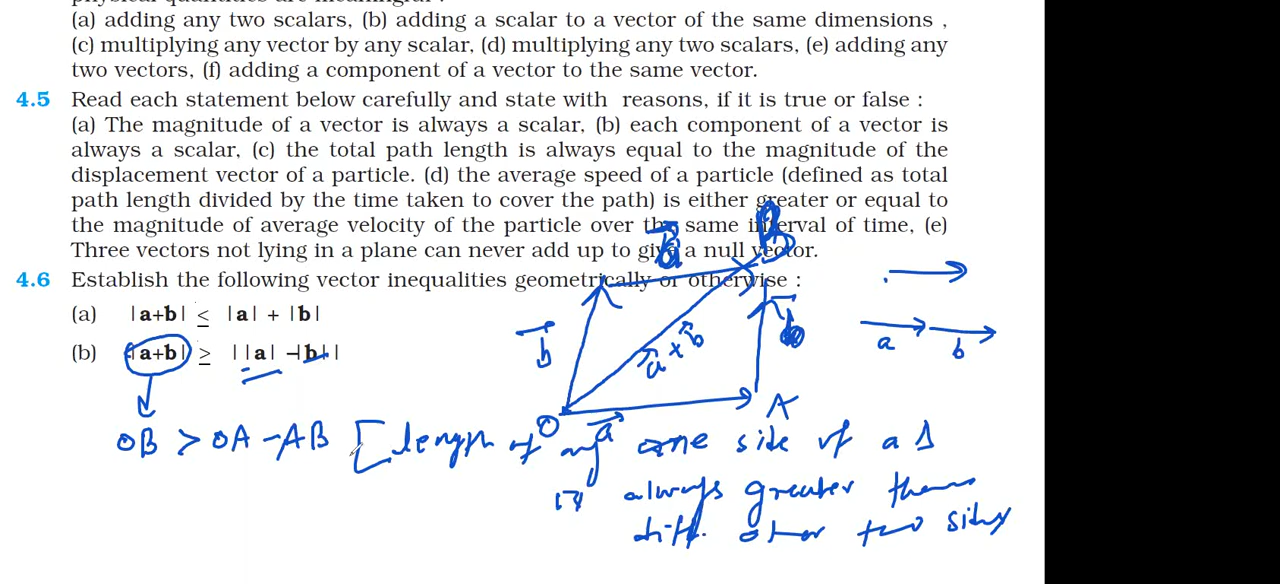 physical quantities are meaningful :
(a) adding any two scalars, (b) adding a scalar to a vector of the same dimensions ,
(c) multiplying any vector by any scalar, (d) multiplying any two scalars, (e) adding any
two vectors, (f) adding a component of a vector to the same vector.
4.5 Read each statement below carefully and state with reasons, if it is true or false :
(a) The magnitude of a vector is always a scalar, (b) each component of a vector is
always a scalar, (c) the total path length is always equal to the magnitude of the
displacement vector of a particle. (d) the average speed of a particle (defined as total
path length divided by the time taken to cover the path) is either greater or equal to
the magnitude of average velocity of the particle over the same interval of time, (e)
Three vectors not lying in a plane can never add up to give a null vector.
B
a
4.6 Establish the following vector inequalities geometrically or otherwise :
(a) |a+b| ≤ |a| + |b|
b
b
a
b
(b) |a+b| ≥ ||a| −|b||
a + b
O
A
a
OB > OA - AB [ length of any one side of a Δ
is always greater than
diff. other two sides